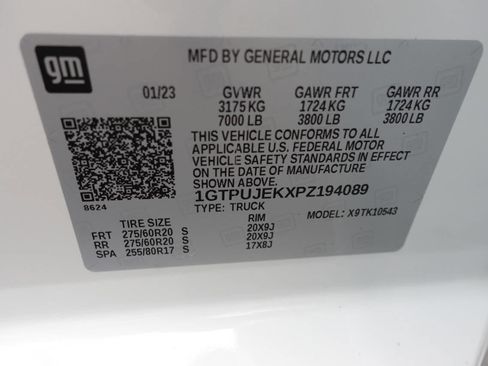 gm
MFD BY GENERAL MOTORS LLC
01/23 GVWR GAWR FRT GAWR RR
3175 KG 1724 KG 1724 KG
7000 LB 3800 LB 3800 LB
THIS VEHICLE CONFORMS TO ALL
APPLICABLE U.S. FEDERAL MOTOR
VEHICLE SAFETY STANDARDS IN EFFECT
ON THE DATE OF MANUFACTURE
SHOWN ABOVE.
1GTPUJEKXPZ194089
8624
TYPE: TRUCK MODEL: X9TK10543
TIRE SIZE RIM
FRT 275/60R20 S 20X9J
RR 275/60R20 S 20X9J
SPA 255/80R17 S 17X8J